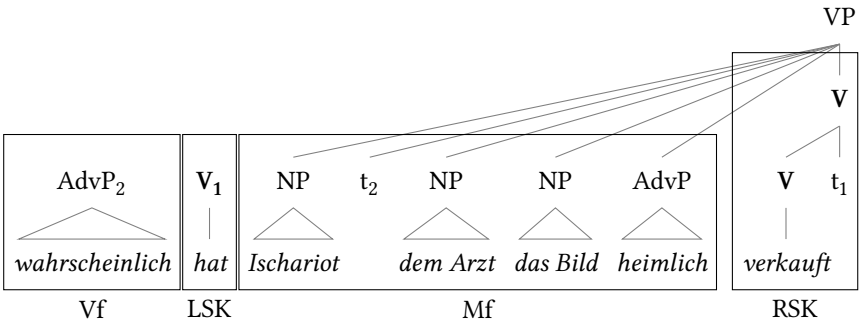 VP
V
AdvP₂ V₁ NP t₂ NP NP AdvP V t₁
wahrscheinlich hat Ischariot dem Arzt das Bild heimlich verkauft
Vf LSK Mf RSK